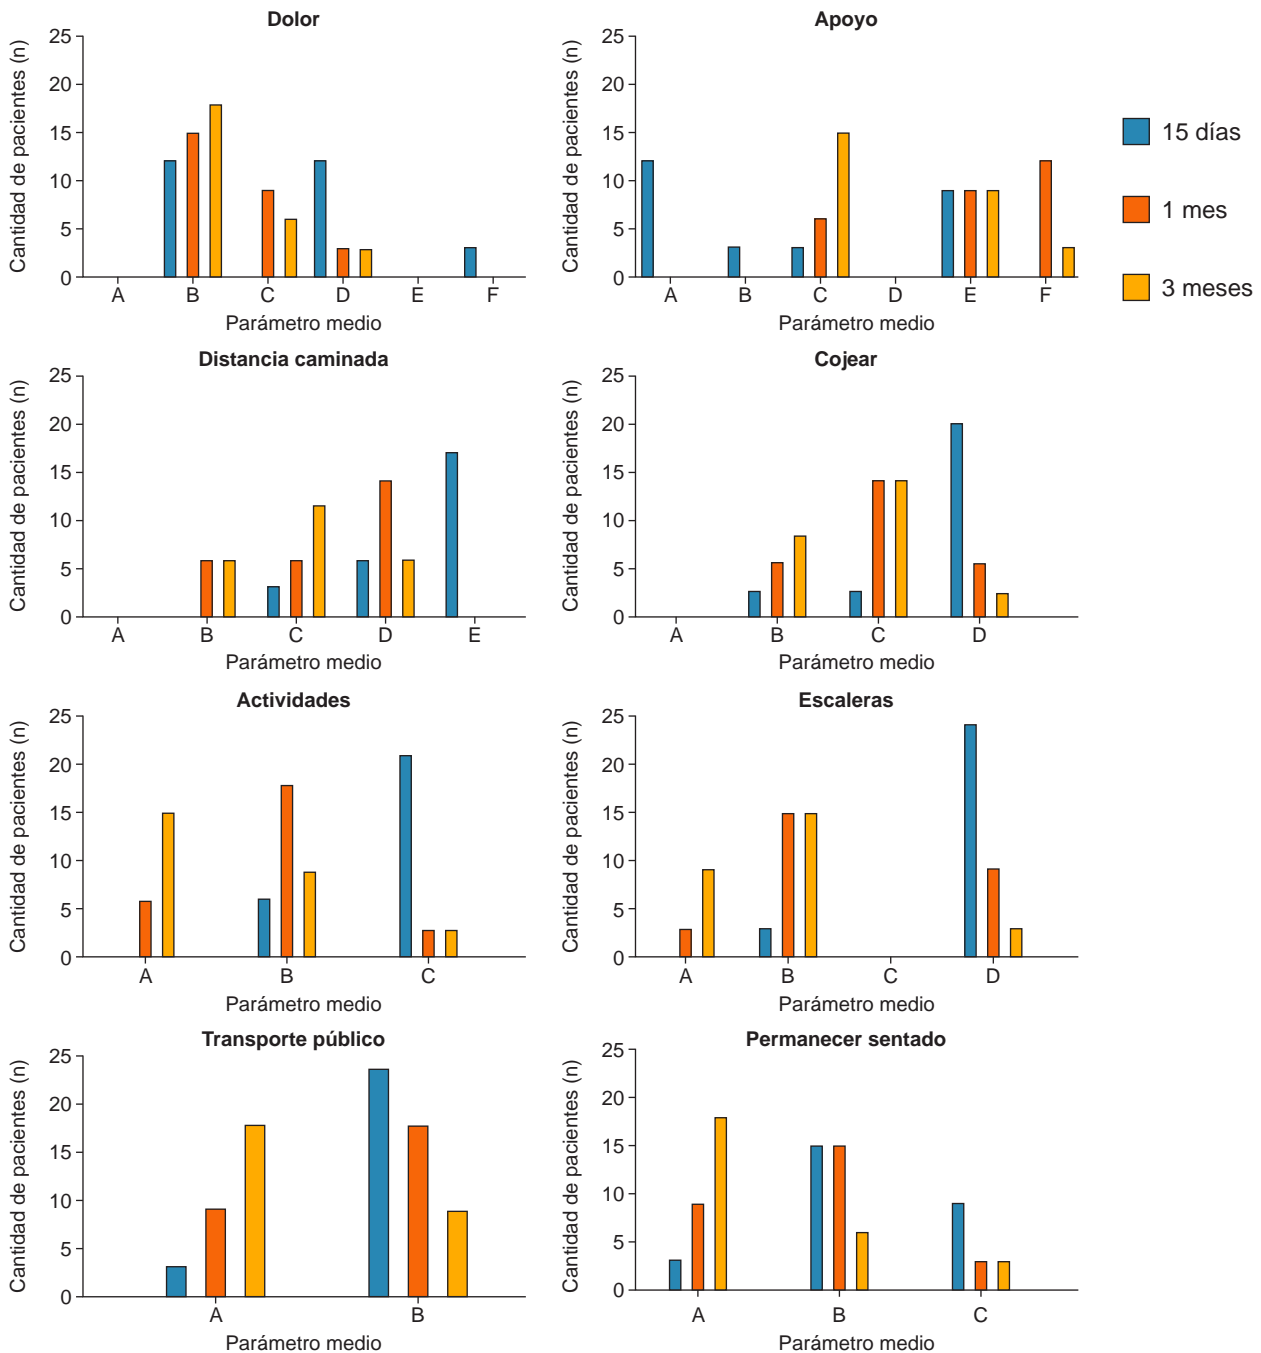 Dolor
Cantidad de pacientes (n)
25
20
15
10
5
0
A B C D E F
Parámetro medio
Apoyo
Cantidad de pacientes (n)
25
20
15
10
5
0
A B C D E F
Parámetro medio
15 días
1 mes
3 meses
Distancia caminada
Cantidad de pacientes (n)
25
20
15
10
5
0
A B C D E
Parámetro medio
Cojear
Cantidad de pacientes (n)
25
20
15
10
5
0
A B C D
Parámetro medio
Actividades
Cantidad de pacientes (n)
25
20
15
10
5
0
A B C
Parámetro medio
Escaleras
Cantidad de pacientes (n)
25
20
15
10
5
0
A B C D
Parámetro medio
Transporte público
Cantidad de pacientes (n)
25
20
15
10
5
0
A B
Parámetro medio
Permanecer sentado
Cantidad de pacientes (n)
25
20
15
10
5
0
A B C
Parámetro medio